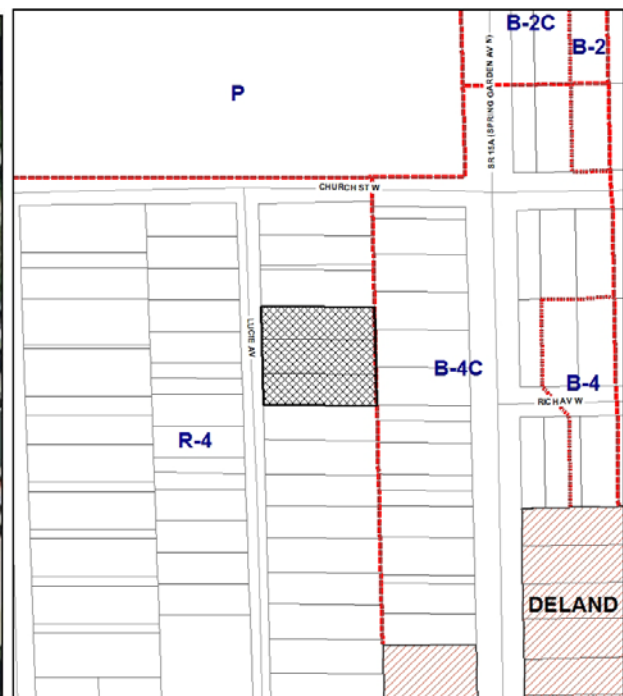 B-2C
B-2
P
SR 15A (SPRING GARDEN AV N)
CHURCH ST W
LUCIE AV
B-4C
B-4
RICH AV W
R-4
DELAND